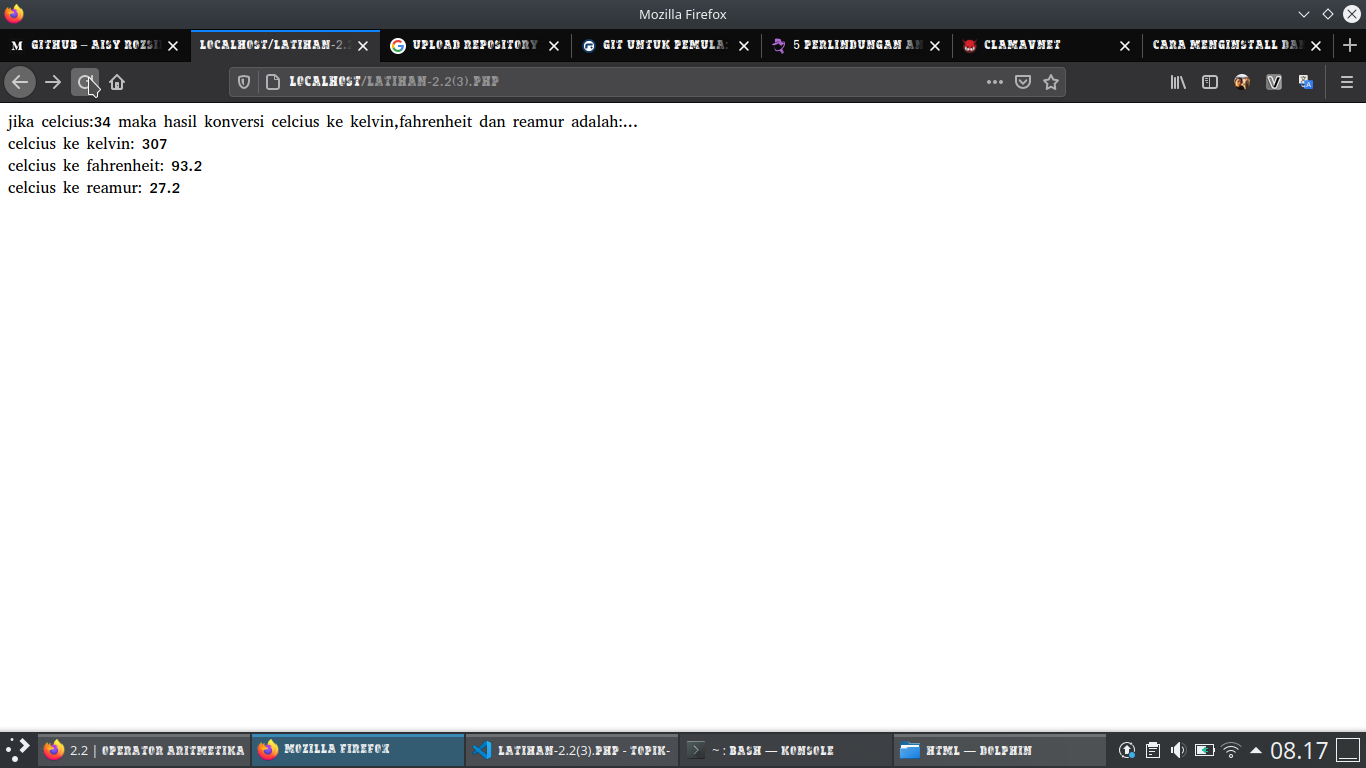 Mozilla Firefox
GITHUB – AISY ROZSI
LOCALHOST/LATIHAN-2.2
UPLOAD REPOSITORY
GIT UNTUK PEMULA
5 PERLINDUNGAN AN
CLAMAVNET
CARA MENGINSTALL DAN
LOCALHOST/LATIHAN-2.2(3).PHP
jika celcius:34 maka hasil konversi celcius ke kelvin,fahrenheit dan reamur adalah:...
celcius ke kelvin: 307
celcius ke fahrenheit: 93.2
celcius ke reamur: 27.2
2.2 | OPERATOR ARITMETIKA
MOZILLA FIREFOX
LATIHAN-2.2(3).PHP - TOPIK-
~ : BASH — KONSOLE
HTML — DOLPHIN
08.17